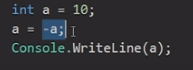 int a = 10;
a = -a;
Console.WriteLine(a);